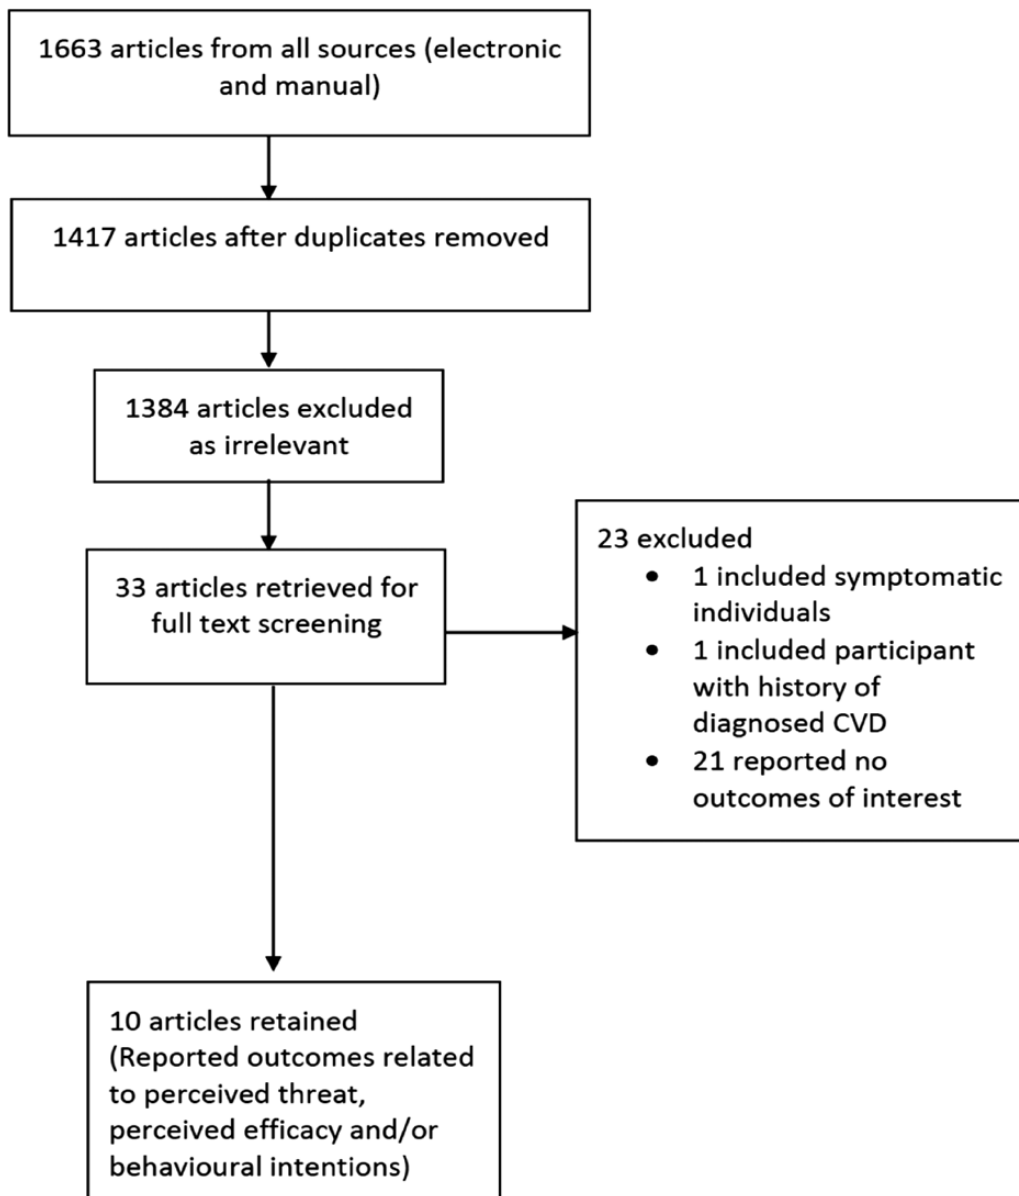 1663 articles from all sources (electronic
and manual)
1417 articles after duplicates removed
1384 articles excluded
as irrelevant
33 articles retrieved for
full text screening
23 excluded
• 1 included symptomatic
individuals
• 1 included participant
with history of
diagnosed CVD
• 21 reported no
outcomes of interest
10 articles retained
(Reported outcomes related
to perceived threat,
perceived efficacy and/or
behavioural intentions)